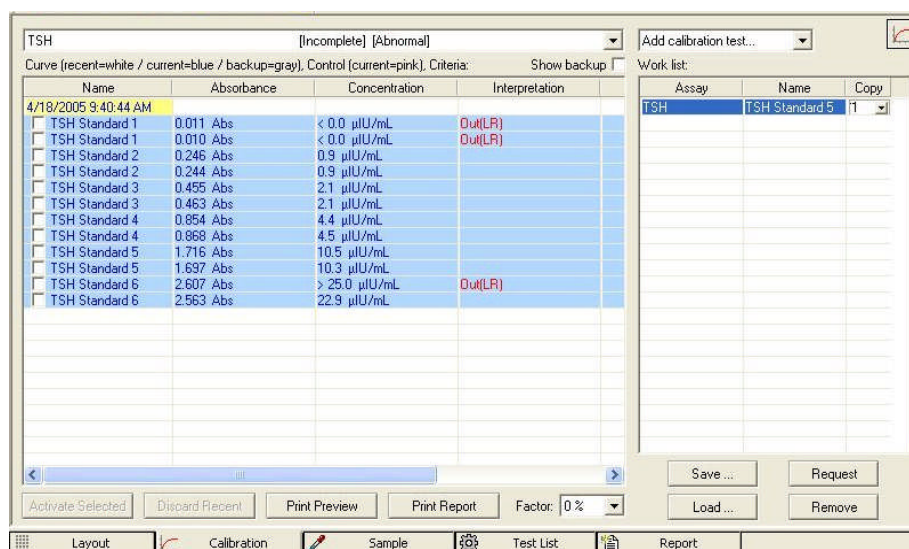 TSH [Incomplete] [Abnormal] Add calibration test...
Curve (recent=white / current=blue / backup=gray), Control (current=pink), Criteria: Show backup Work list:
Name Absorbance Concentration Interpretation Assay Name Copy
4/18/2005 9:40:44 AM TSH TSH Standard 5 1
TSH Standard 1 0.011 Abs < 0.0 µIU/mL Out(LR)
TSH Standard 1 0.010 Abs < 0.0 µIU/mL Out(LR)
TSH Standard 2 0.246 Abs 0.9 µIU/mL
TSH Standard 2 0.244 Abs 0.9 µIU/mL
TSH Standard 3 0.455 Abs 2.1 µIU/mL
TSH Standard 3 0.463 Abs 2.1 µIU/mL
TSH Standard 4 0.854 Abs 4.4 µIU/mL
TSH Standard 4 0.868 Abs 4.5 µIU/mL
TSH Standard 5 1.716 Abs 10.5 µIU/mL
TSH Standard 5 1.697 Abs 10.3 µIU/mL
TSH Standard 6 2.607 Abs > 25.0 µIU/mL Out(LR)
TSH Standard 6 2.563 Abs 22.9 µIU/mL
Save ... Request
Activate Selected Discard Recent Print Preview Print Report Factor: 0 % Load ... Remove
Layout Calibration Sample Test List Report